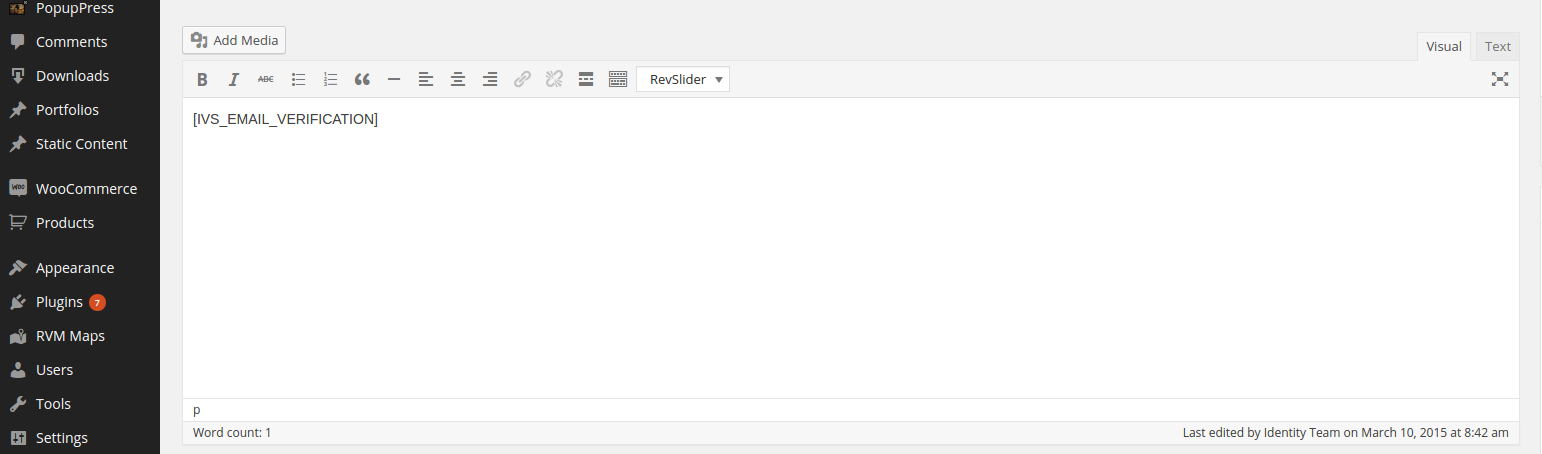 PopupPress
Comments
Downloads
Portfolios
Static Content
WooCommerce
Products
Appearance
Plugins 7
RVM Maps
Users
Tools
Settings
Add Media
Visual Text
B I ABC RevSlider
[IVS_EMAIL_VERIFICATION]
p
Word count: 1 Last edited by Identity Team on March 10, 2015 at 8:42 am